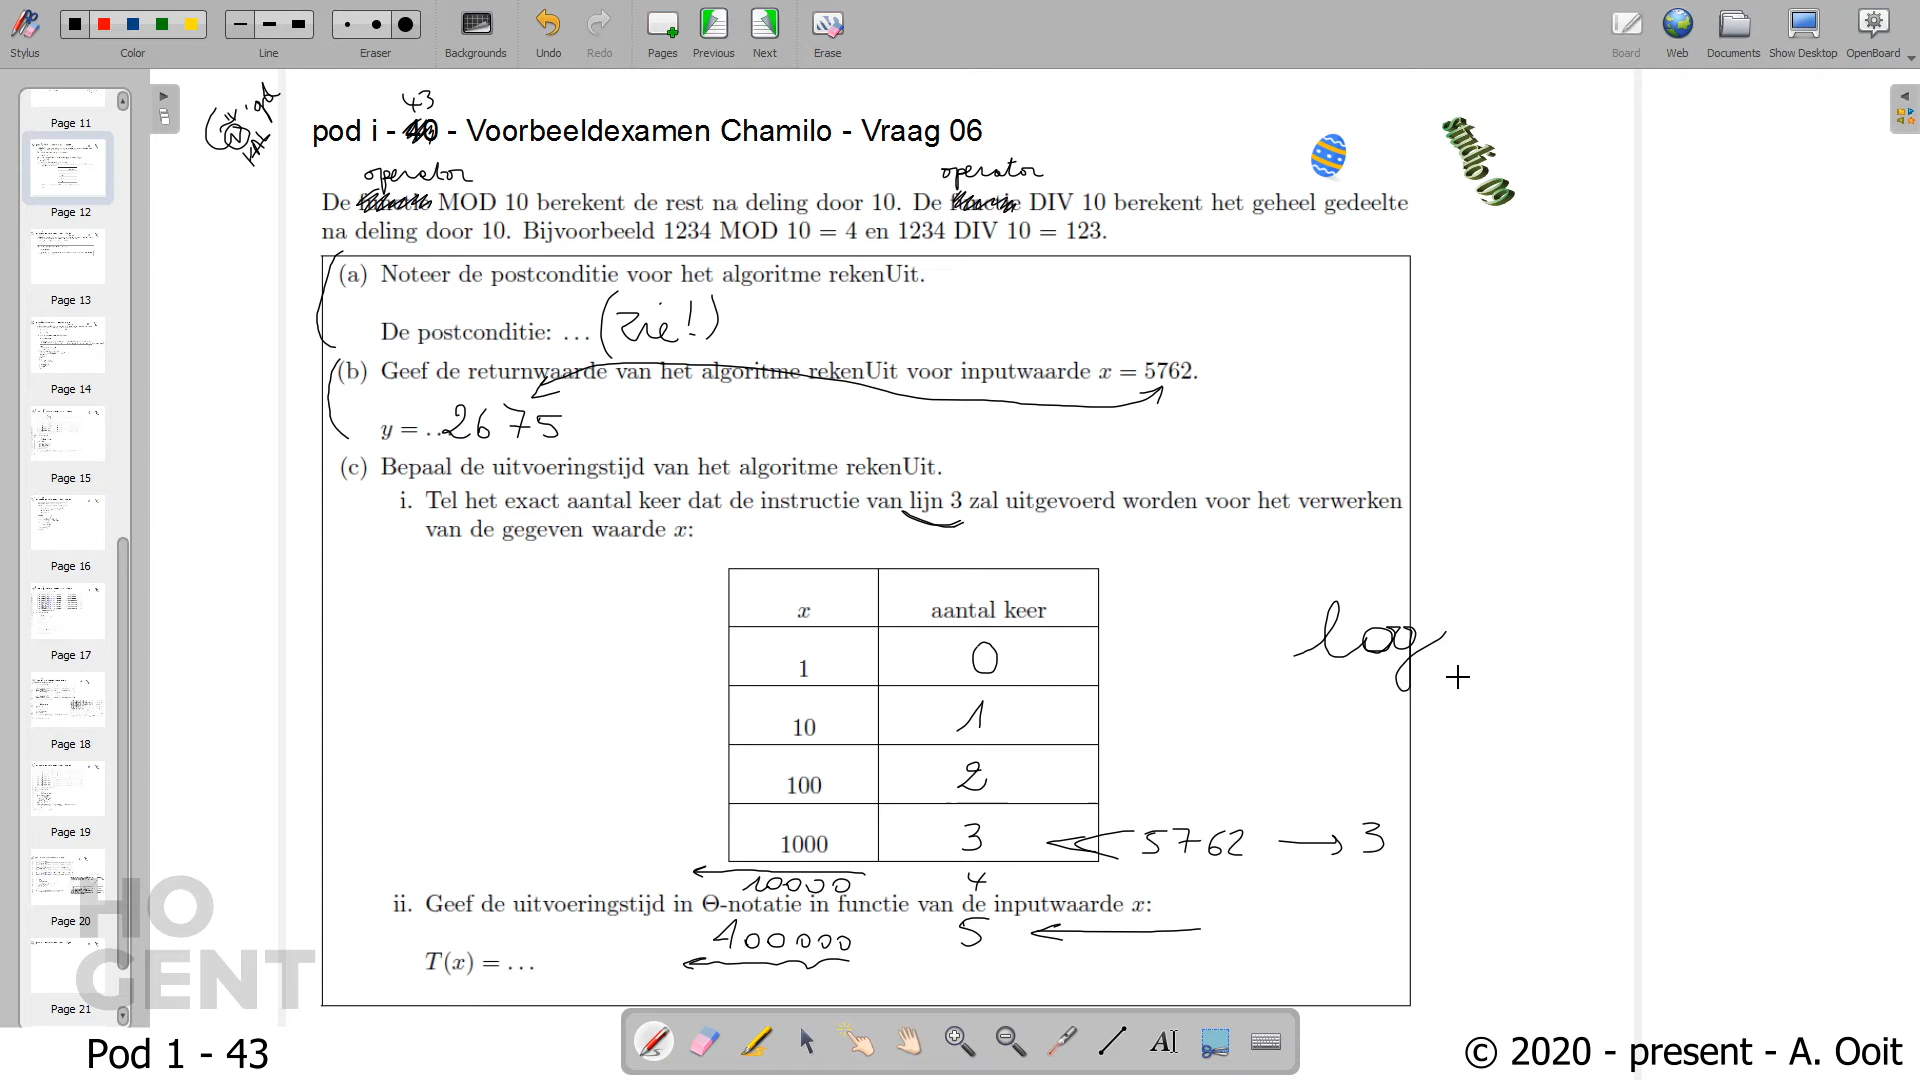 Stylus
Color
Line
Eraser
Backgrounds
Undo
Redo
Pages
Previous
Next
Erase
Board
Web
Documents
Show Desktop
OpenBoard
Page 11
Page 12
Page 13
Page 14
Page 15
Page 16
Page 17
Page 18
Page 19
Page 20
Page 21
43
pod i - 40 - Voorbeeldexamen Chamilo - Vraag 06
operator
operator
De MOD 10 berekent de rest na deling door 10. De DIV 10 berekent het geheel gedeelte
na deling door 10. Bijvoorbeeld 1234 MOD 10 = 4 en 1234 DIV 10 = 123.
(a) Noteer de postconditie voor het algoritme rekenUit.
De postconditie: ... (zie!)
(b) Geef de returnwaarde van het algoritme rekenUit voor inputwaarde x = 5762.
y = ... 2675
(c) Bepaal de uitvoeringstijd van het algoritme rekenUit.
i. Tel het exact aantal keer dat de instructie van lijn 3 zal uitgevoerd worden voor het verwerken
van de gegeven waarde x:
x aantal keer
1 0
10 1
100 2
1000 3 5762 → 3
log
10000 4
ii. Geef de uitvoeringstijd in Θ-notatie in functie van de inputwaarde x:
100000 5
T(x) = ...
HO
GENT
Pod 1 - 43
© 2020 - present - A. Ooit